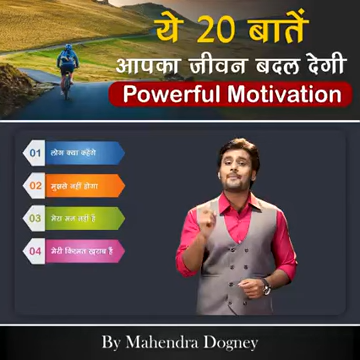 ये 20 बातें
आपका जीवन बदल देगी
Powerful Motivation
01 लोग क्या कहेंगे
02 मुझसे नहीं होगा
03 मेरा मन नहीं है
04 मेरी किस्मत खराब है
By Mahendra Dogney